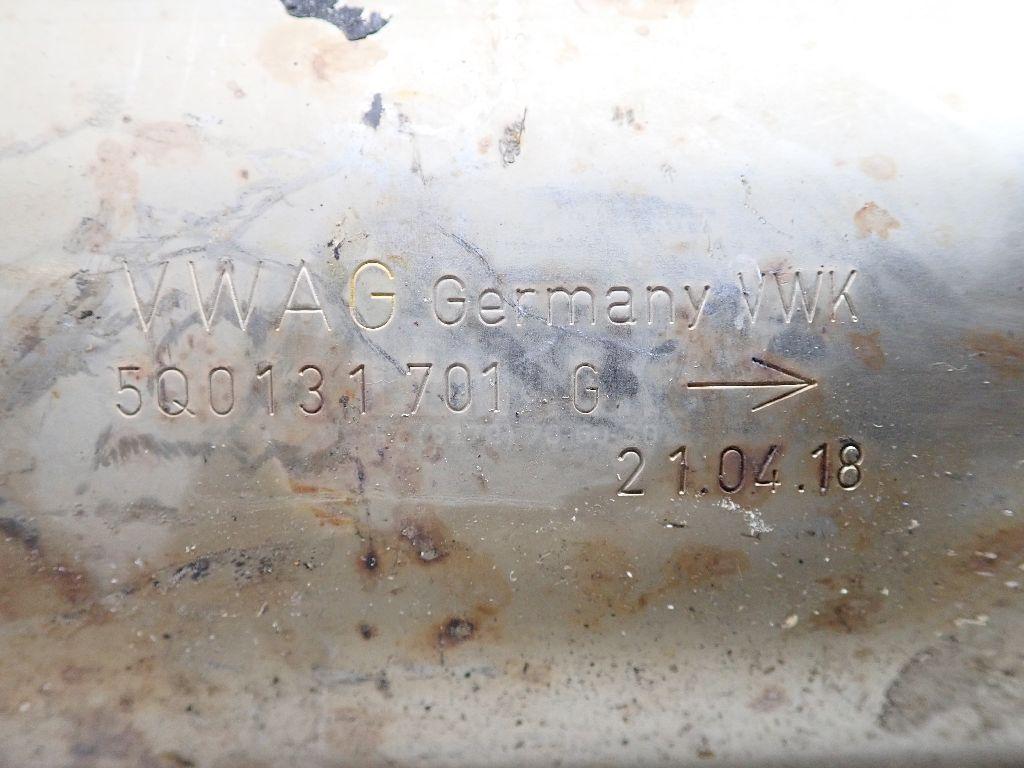 VWAG Germany VWK
5Q0131701 G →
21.04.18